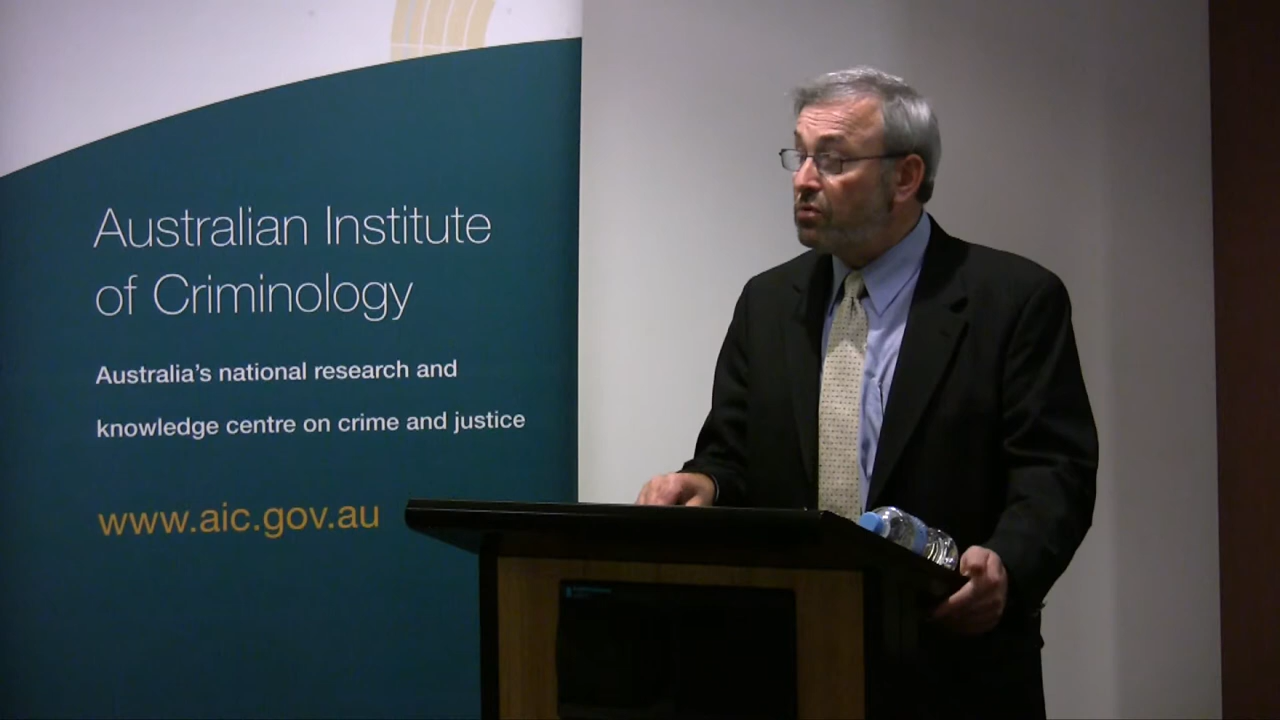 Australian Institute
of Criminology
Australia's national research and
knowledge centre on crime and justice
www.aic.gov.au